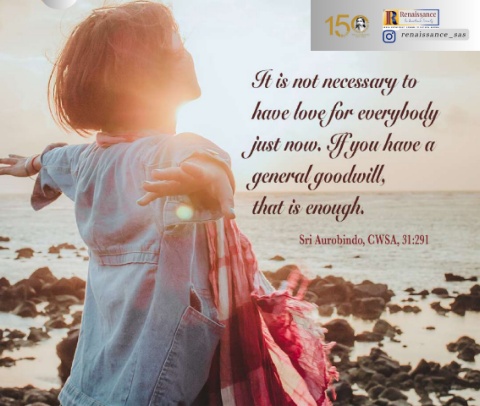 150
Renaissance
renaissance_sas
It is not necessary to
have love for everybody
just now. If you have a
general goodwill,
that is enough.
Sri Aurobindo, CWSA, 31:291